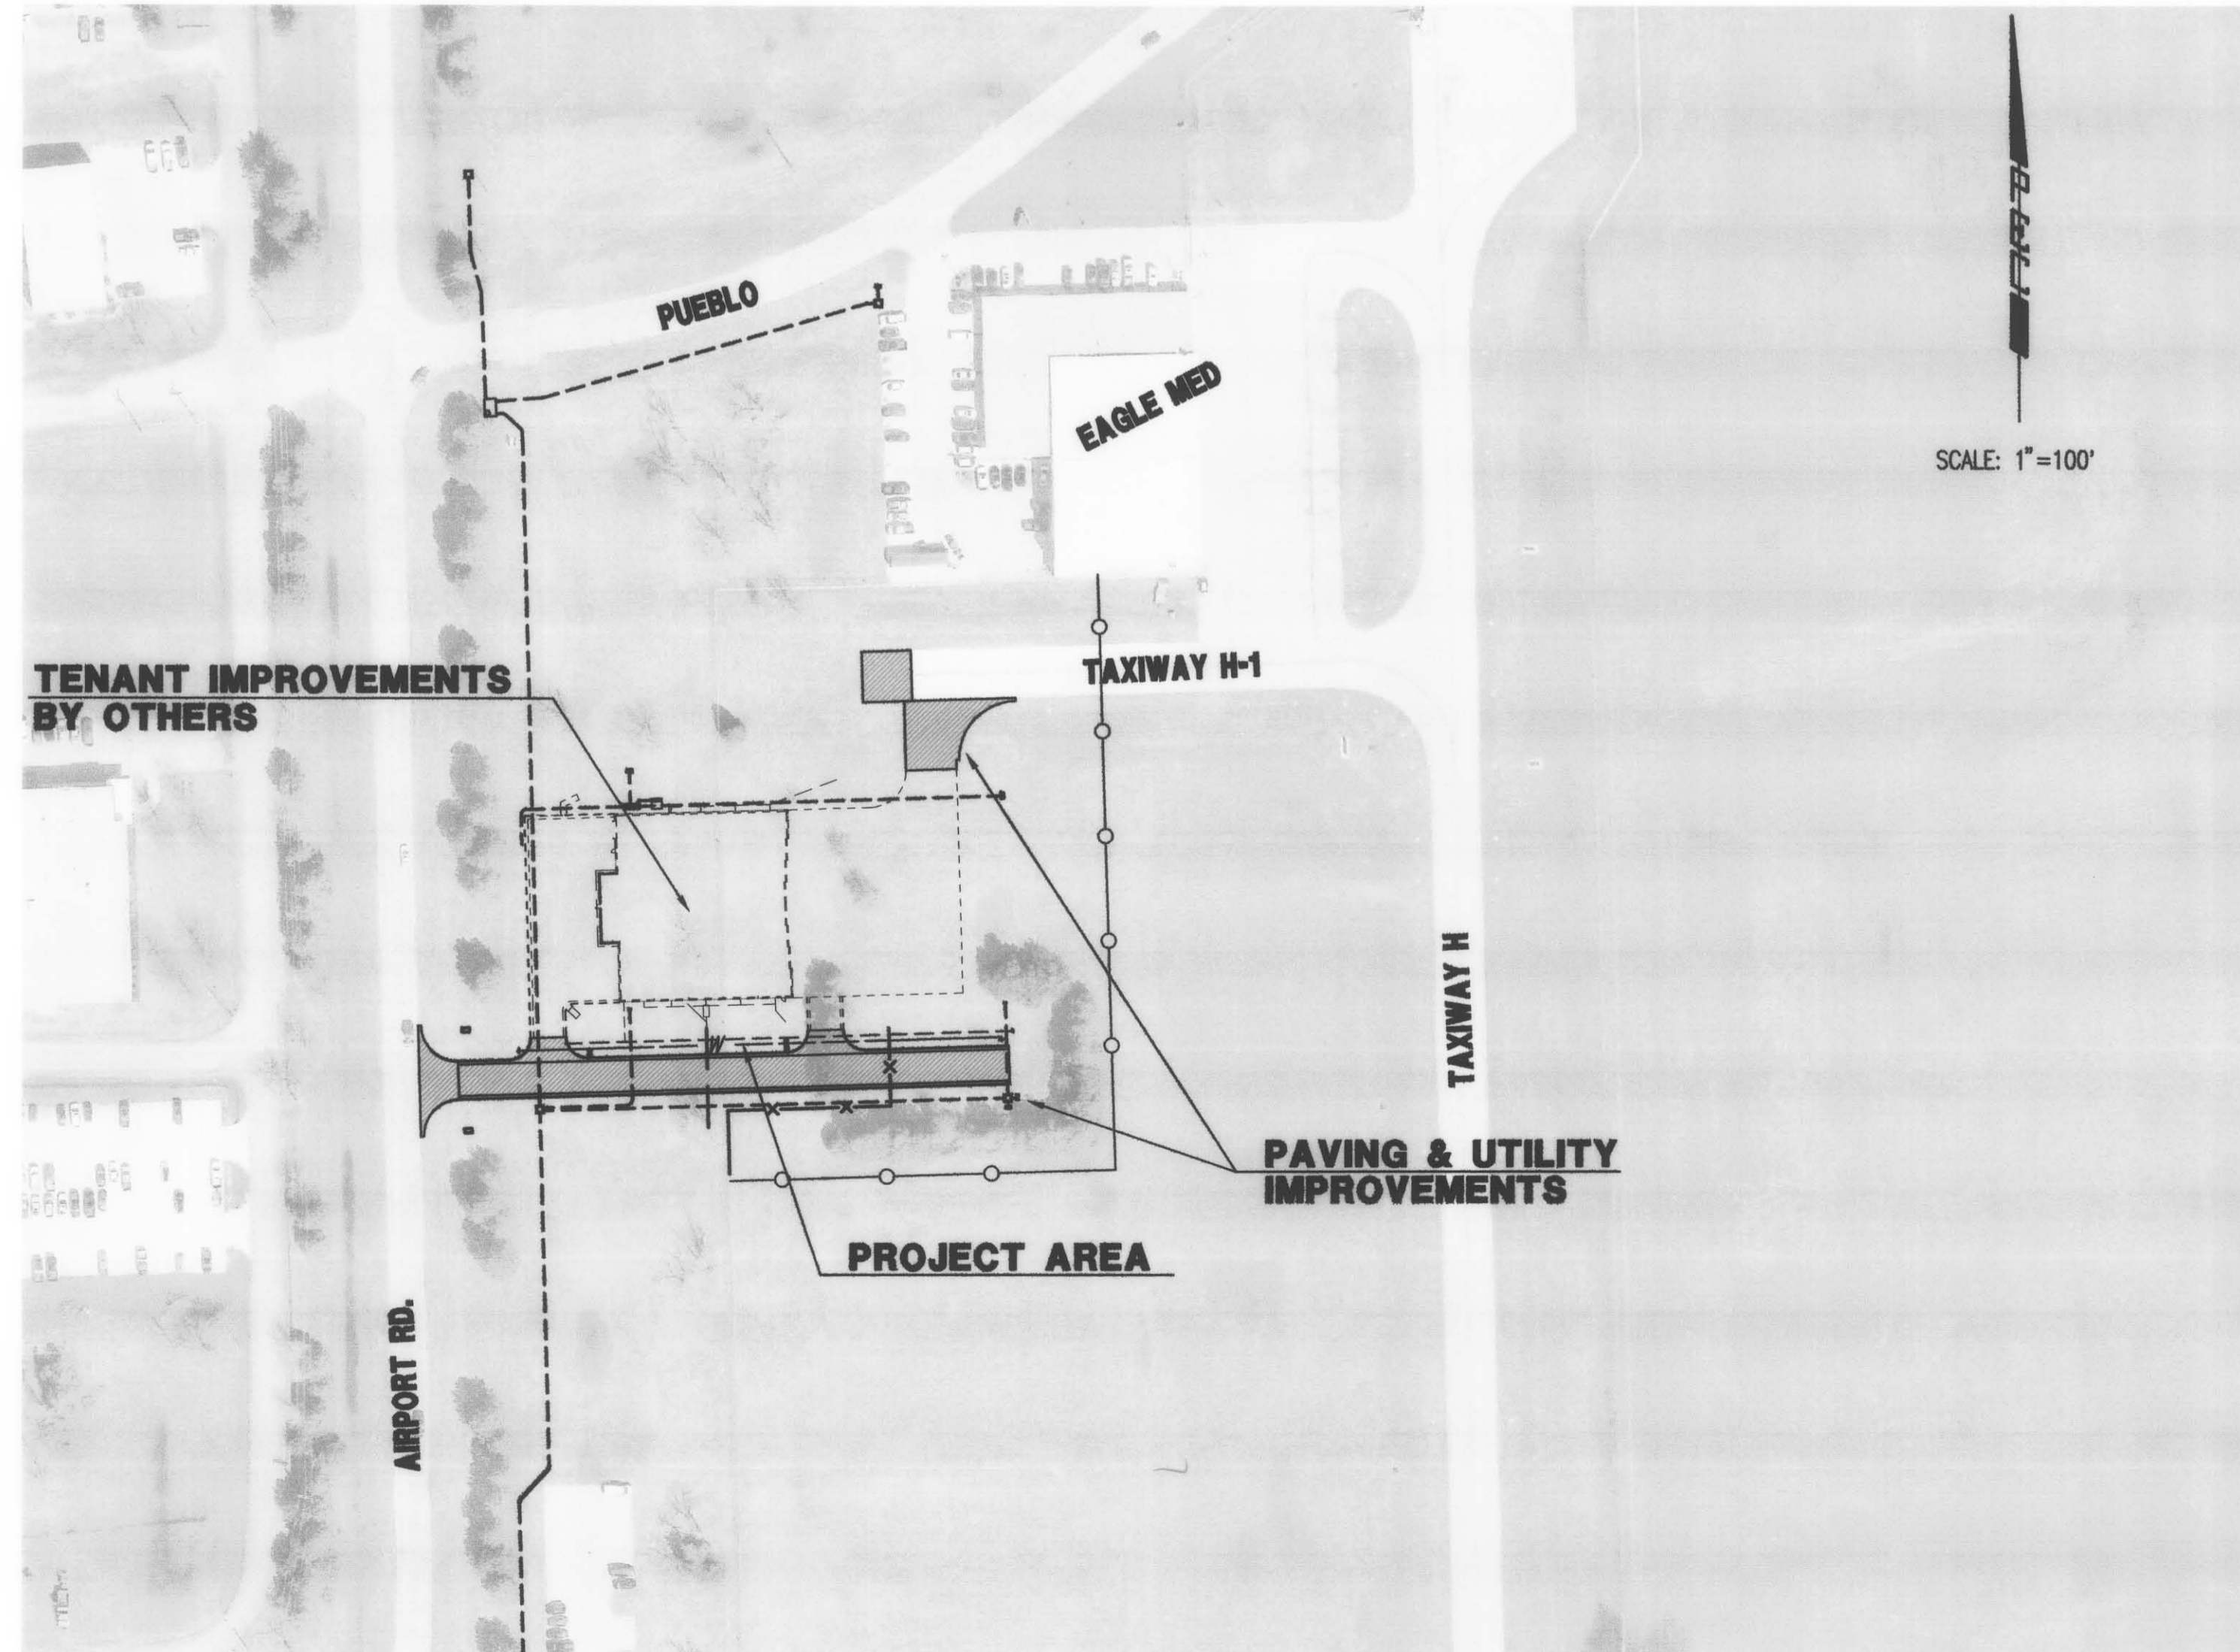 PUEBLO
EAGLE MED
SCALE: 1"=100'
TENANT IMPROVEMENTS
BY OTHERS
TAXIWAY H-1
TAXIWAY H
W
PAVING & UTILITY
IMPROVEMENTS
PROJECT AREA
AIRPORT RD.